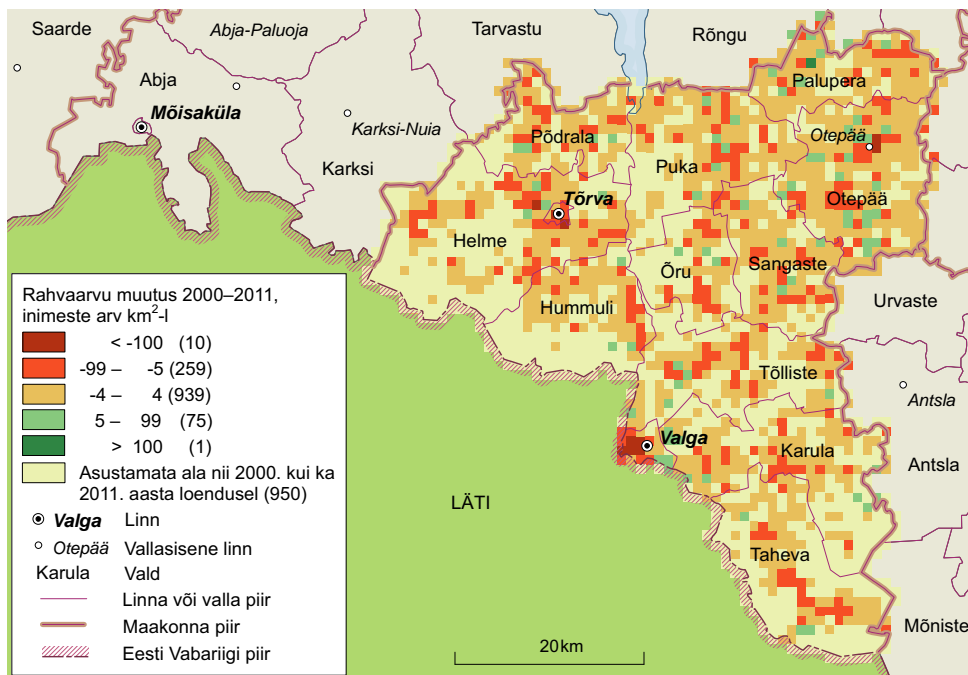 Saarde
Abja-Paluoja
Tarvastu
Rõngu
Abja
Palupera
Mõisaküla
Karksi-Nuia
Põdrala
Otepää
Karksi
Puka
Tõrva
Otepää
Helme
Õru
Sangaste
Hummuli
Urvaste
Tõlliste
Antsla
Valga
Karula
Antsla
LÄTI
Taheva
Mõniste
20 km
Rahvaarvu muutus 2000–2011,
inimeste arv km²-l
< -100 (10)
-99 – -5 (259)
-4 – 4 (939)
5 – 99 (75)
> 100 (1)
Asustamata ala nii 2000. kui ka
2011. aasta loendusel (950)
Valga Linn
Otepää Vallasisene linn
Karula Vald
Linna või valla piir
Maakonna piir
Eesti Vabariigi piir